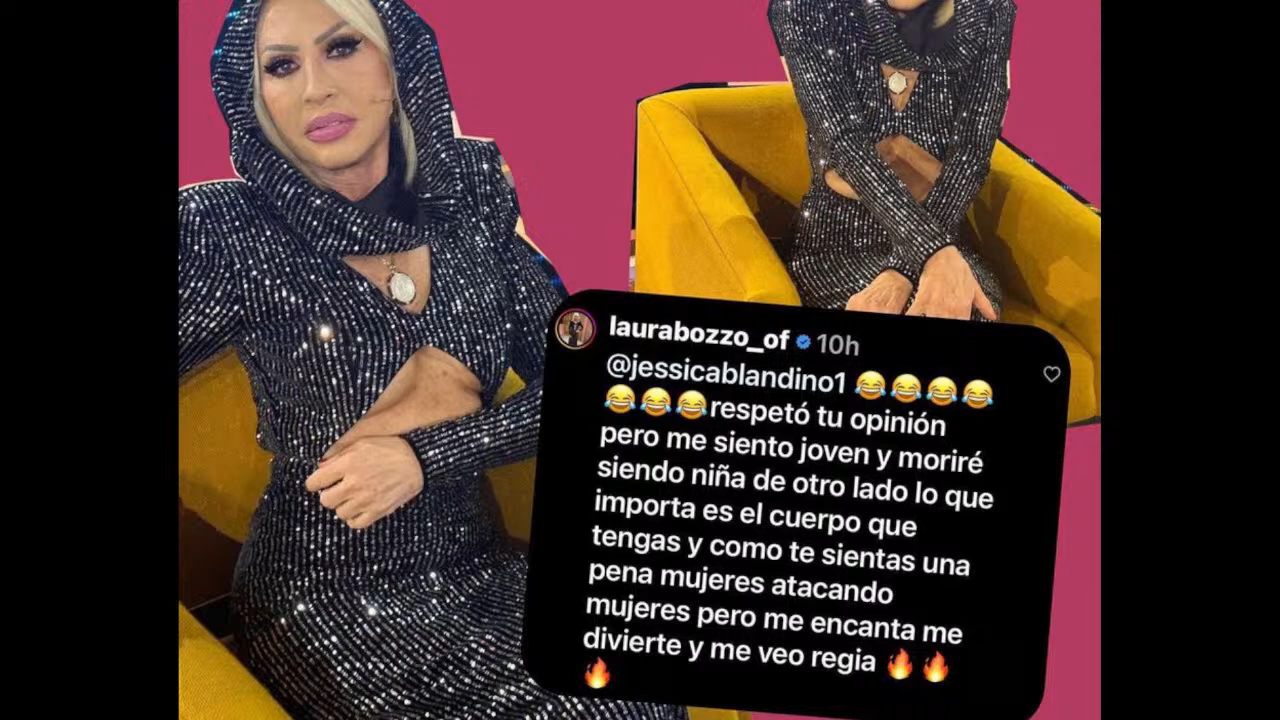 laurabozzo_of 10h
@jessicablandino1 😂😂😂😂
😂😂😂respetó tu opinión
pero me siento joven y moriré
siendo niña de otro lado lo que
importa es el cuerpo que
tengas y como te sientas una
pena mujeres atacando
mujeres pero me encanta me
divierte y me veo regia 🔥🔥
🔥